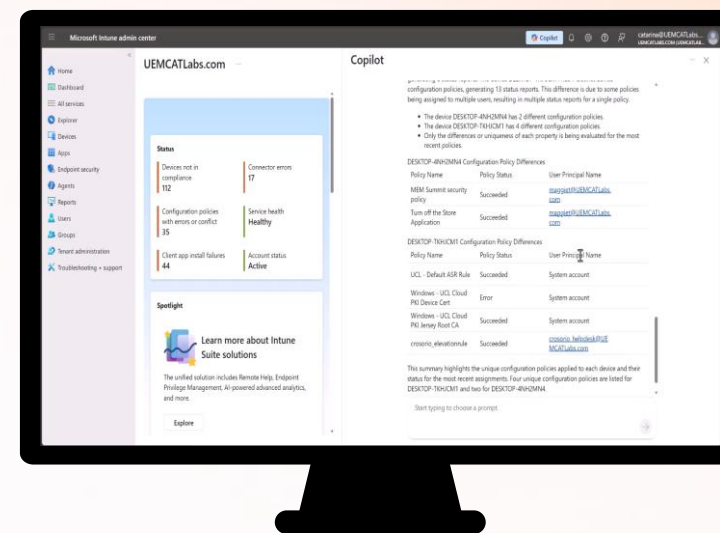 Microsoft Intune admin center
Copilot
catarina@UEMCATLabs...
UEMCATLABS.COM (UEMCATLAB...
Home
Dashboard
All services
Explorer
Devices
Apps
Endpoint security
Agents
Reports
Users
Groups
Tenant administration
Troubleshooting + support
UEMCATLabs.com
Status
Devices not in
compliance
112
Connector errors
17
Configuration policies
with errors or conflict
35
Service health
Healthy
Client app install failures
44
Account status
Active
Spotlight
Learn more about Intune
Suite solutions
The unified solution includes Remote Help, Endpoint
Privilege Management, AI-powered advanced analytics,
and more.
Explore
Copilot
configuration policies, generating 13 status reports. This difference is due to some policies
being assigned to multiple users, resulting in multiple status reports for a single policy.
The device DESKTOP-4NH2MN4 has 2 different configuration policies.
The device DESKTOP-TKHJCM1 has 4 different configuration policies.
Only the differences or uniqueness of each property is being evaluated for the most
recent policies.
DESKTOP-4NH2MN4 Configuration Policy Differences
Policy Name Policy Status User Principal Name
MEM Summit security
policy
Succeeded
maggiet@UEMCATLabs.
com
Turn off the Store
Application
Succeeded
maggiet@UEMCATLabs.
com
DESKTOP-TKHJCM1 Configuration Policy Differences
Policy Name Policy Status User Principal Name
UCL - Default ASR Rule Succeeded System account
Windows - UCL Cloud
PKI Device Cert
Error
System account
Windows - UCL Cloud
PKI Jersey Root CA
Succeeded
System account
crosorio_elevationrule
Succeeded
crosorio_helpdesk@UE
MCATLabs.com
This summary highlights the unique configuration policies applied to each device and their
status for the most recent assignments. Four unique configuration policies are listed for
DESKTOP-TKHJCM1 and two for DESKTOP-4NH2MN4
Start typing to choose a prompt